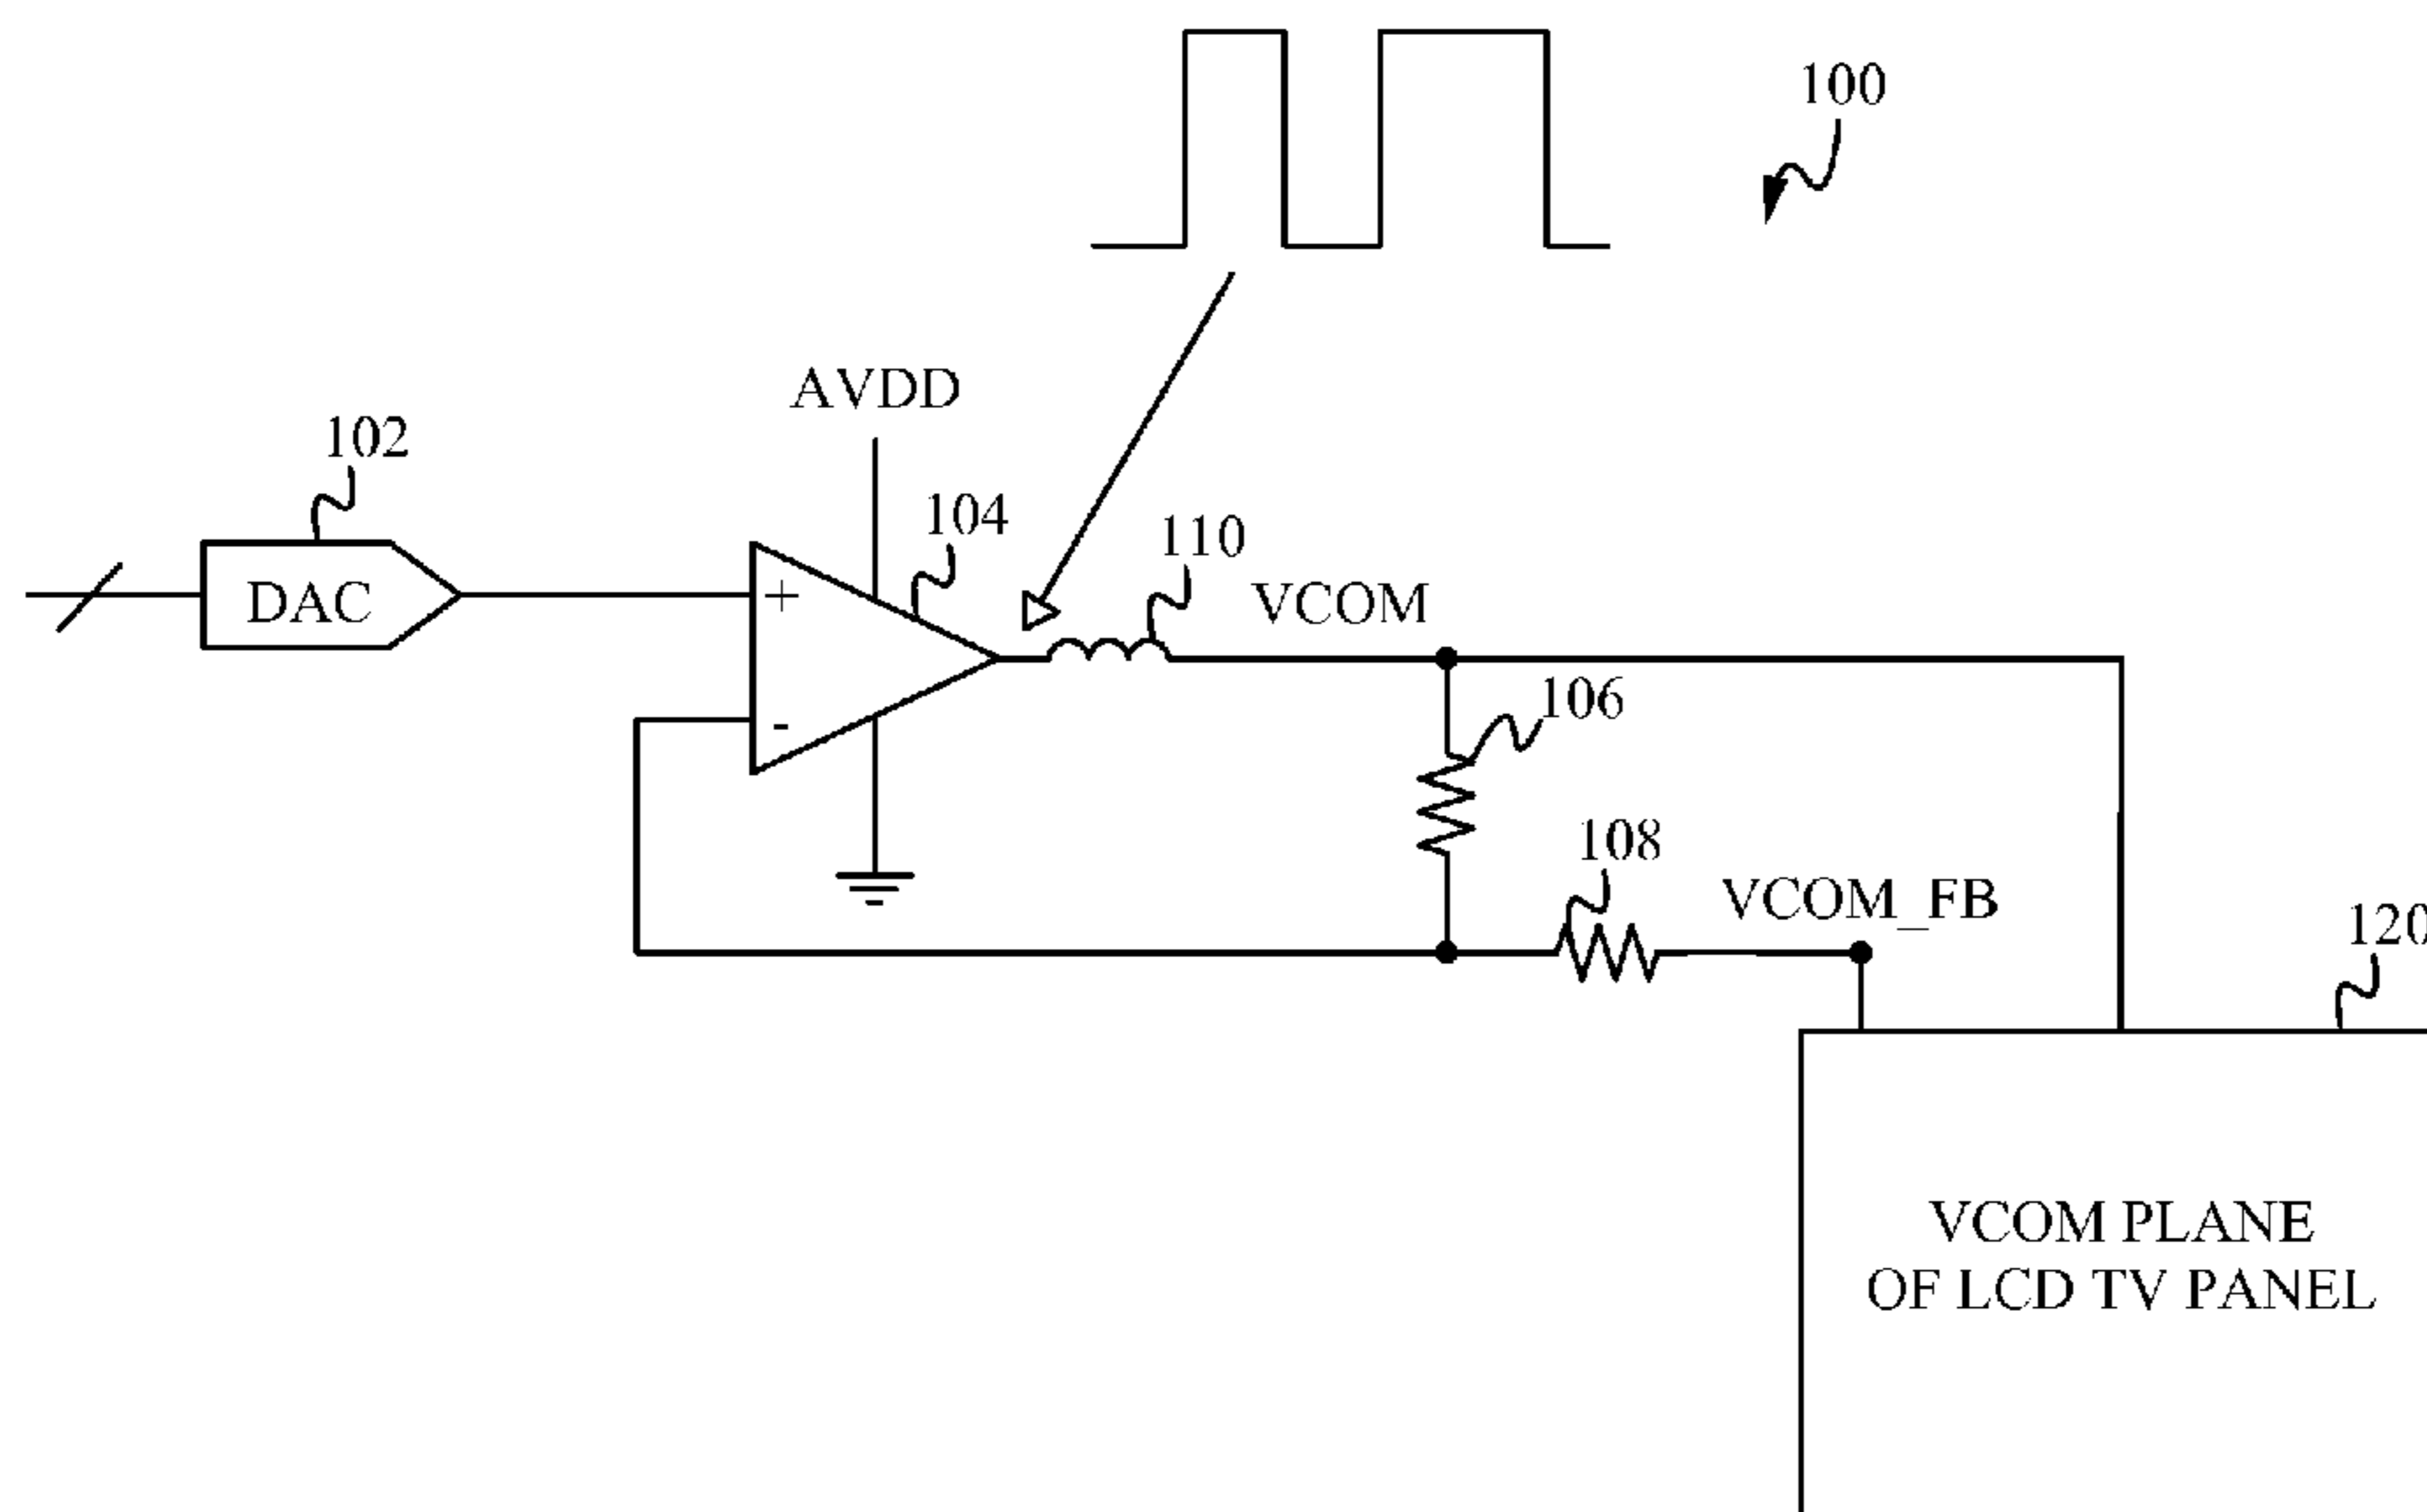 100
AVDD
102
104
110
DAC
+
VCOM
106
-
108
VCOM_FB
120
VCOM PLANE
OF LCD TV PANEL